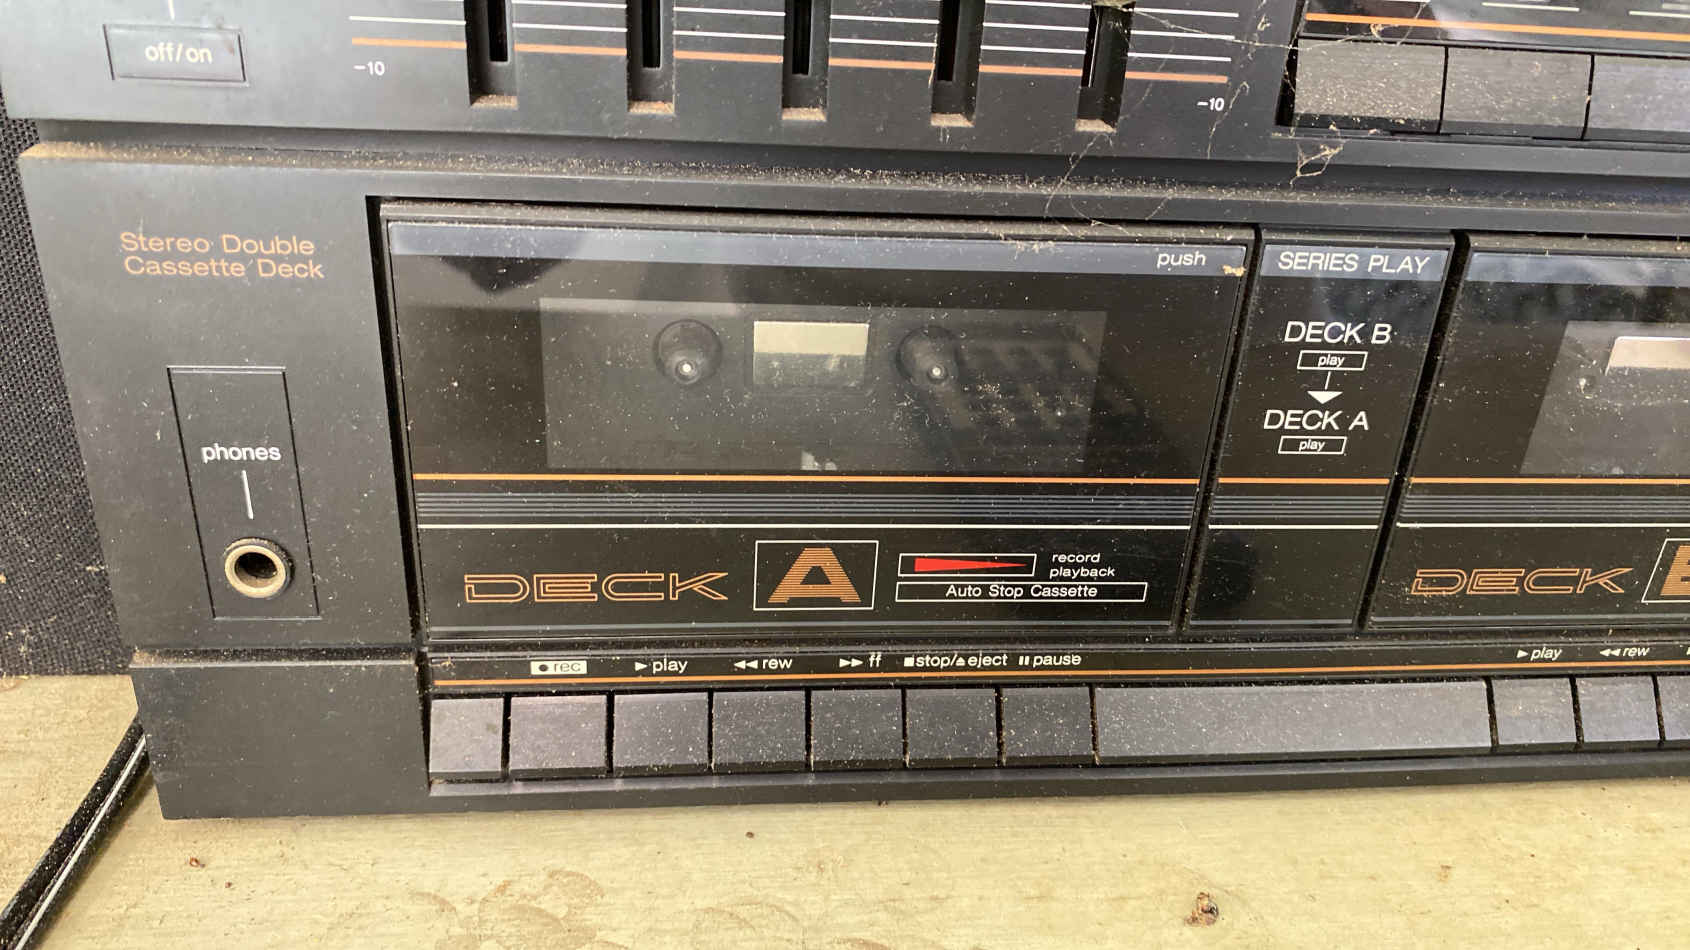 off/on
-10
-10
Stereo Double
Cassette Deck
push
SERIES PLAY
DECK B
play
DECK A
play
phones
DECK A
record
playback
Auto Stop Cassette
DECK
rec
play
rew
ff
stop/eject
pause
play
rew